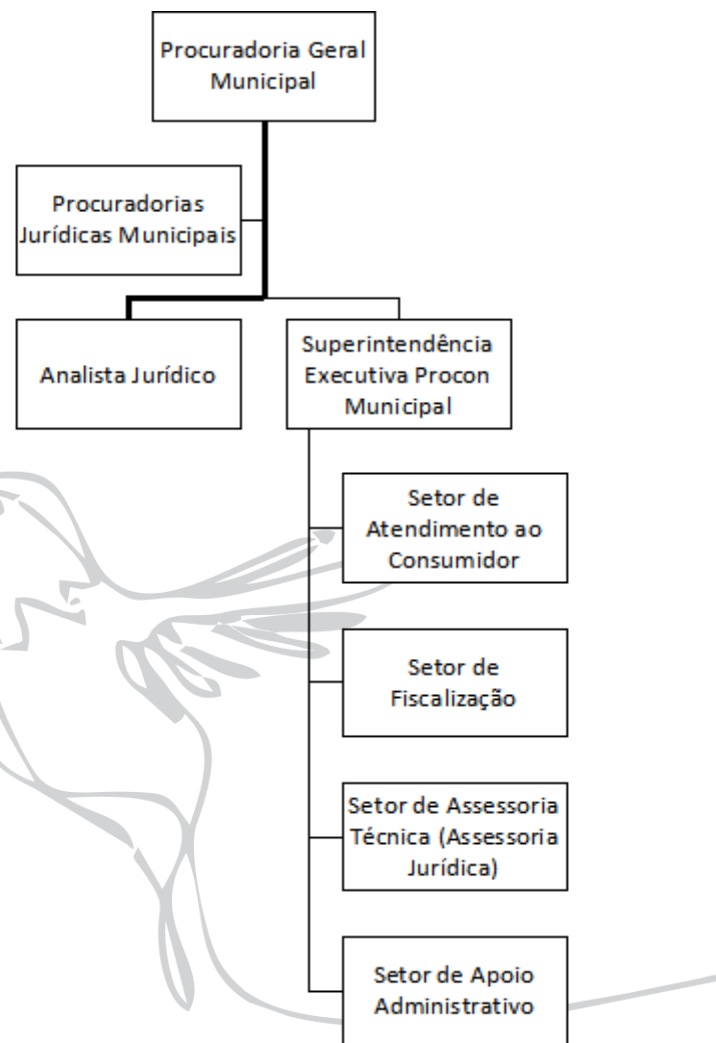 Procuradoria Geral
Municipal
Procuradorias
Jurídicas Municipais
Analista Jurídico
Superintendência
Executiva Procon
Municipal
Setor de
Atendimento ao
Consumidor
Setor de
Fiscalização
Setor de Assessoria
Técnica (Assessoria
Jurídica)
Setor de Apoio
Administrativo